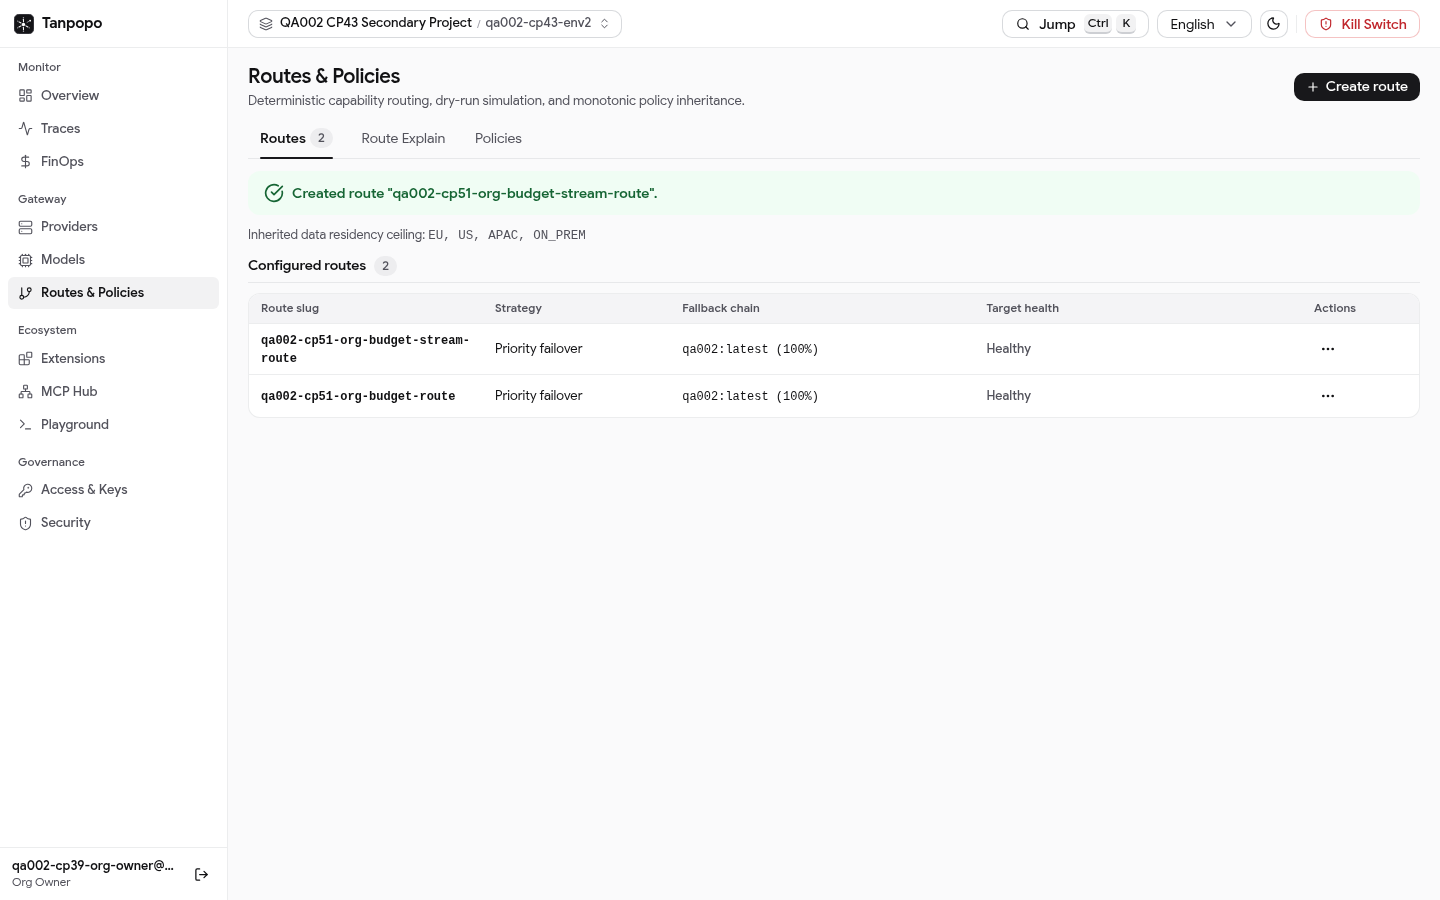 Tanpopo
QA002 CP43 Secondary Project / qa002-cp43-env2
Jump Ctrl K
English
Kill Switch
Monitor
Overview
Traces
FinOps
Gateway
Providers
Models
Routes & Policies
Ecosystem
Extensions
MCP Hub
Playground
Governance
Access & Keys
Security
qa002-cp39-org-owner@...
Org Owner
Routes & Policies
Deterministic capability routing, dry-run simulation, and monotonic policy inheritance.
Create route
Routes 2 Route Explain Policies
Created route "qa002-cp51-org-budget-stream-route".
Inherited data residency ceiling: EU, US, APAC, ON_PREM
Configured routes 2
Route slug Strategy Fallback chain Target health Actions
qa002-cp51-org-budget-stream-
route
Priority failover qa002:latest (100%) Healthy
qa002-cp51-org-budget-route Priority failover qa002:latest (100%) Healthy